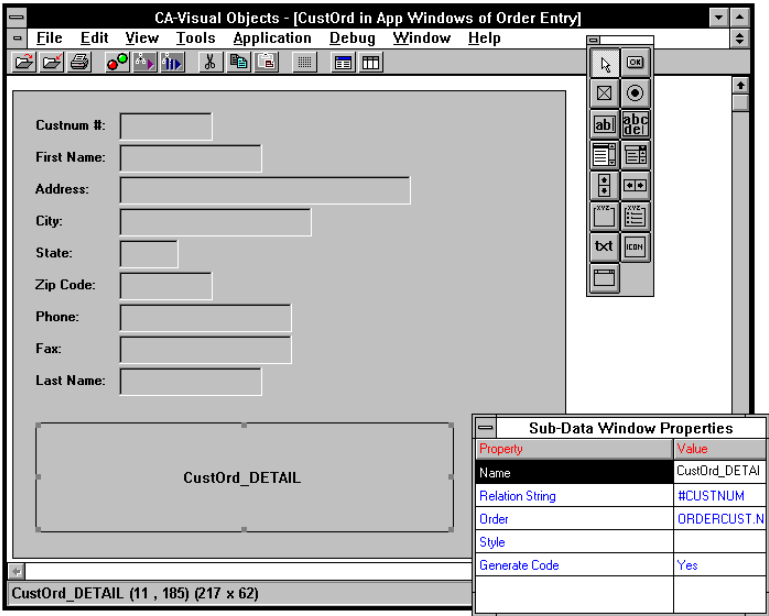 CA-Visual Objects - [CustOrd in App Windows of Order Entry]
File Edit View Tools Application Debug Window Help
OK
ab| abc def
XYZ XYZ
txt ICON
Custnum #:
First Name:
Address:
City:
State:
Zip Code:
Phone:
Fax:
Last Name:
CustOrd_DETAIL
Sub-Data Window Properties
Property Value
Name CustOrd_DETAI
Relation String #CUSTNUM
Order ORDERCUST.N
Style
Generate Code Yes
CustOrd_DETAIL (11 , 185) (217 x 62)